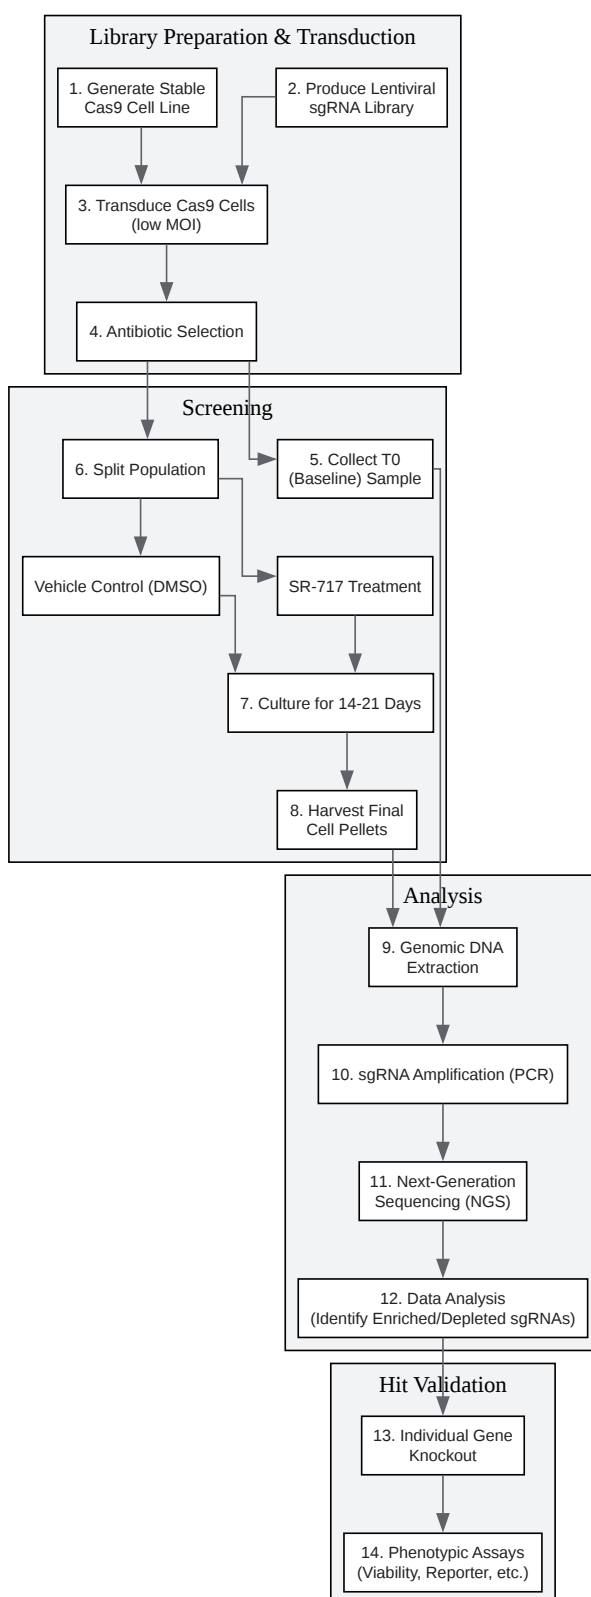 Library Preparation & Transduction
1. Generate Stable
Cas9 Cell Line
2. Produce Lentiviral
sgRNA Library
3. Transduce Cas9 Cells
(low MOI)
4. Antibiotic Selection
Screening
6. Split Population
5. Collect T0
(Baseline) Sample
Vehicle Control (DMSO)
SR-717 Treatment
7. Culture for 14-21 Days
8. Harvest Final
Cell Pellets
Analysis
9. Genomic DNA
Extraction
10. sgRNA Amplification (PCR)
11. Next-Generation
Sequencing (NGS)
12. Data Analysis
(Identify Enriched/Depleted sgRNAs)
Hit Validation
13. Individual Gene
Knockout
14. Phenotypic Assays
(Viability, Reporter, etc.)